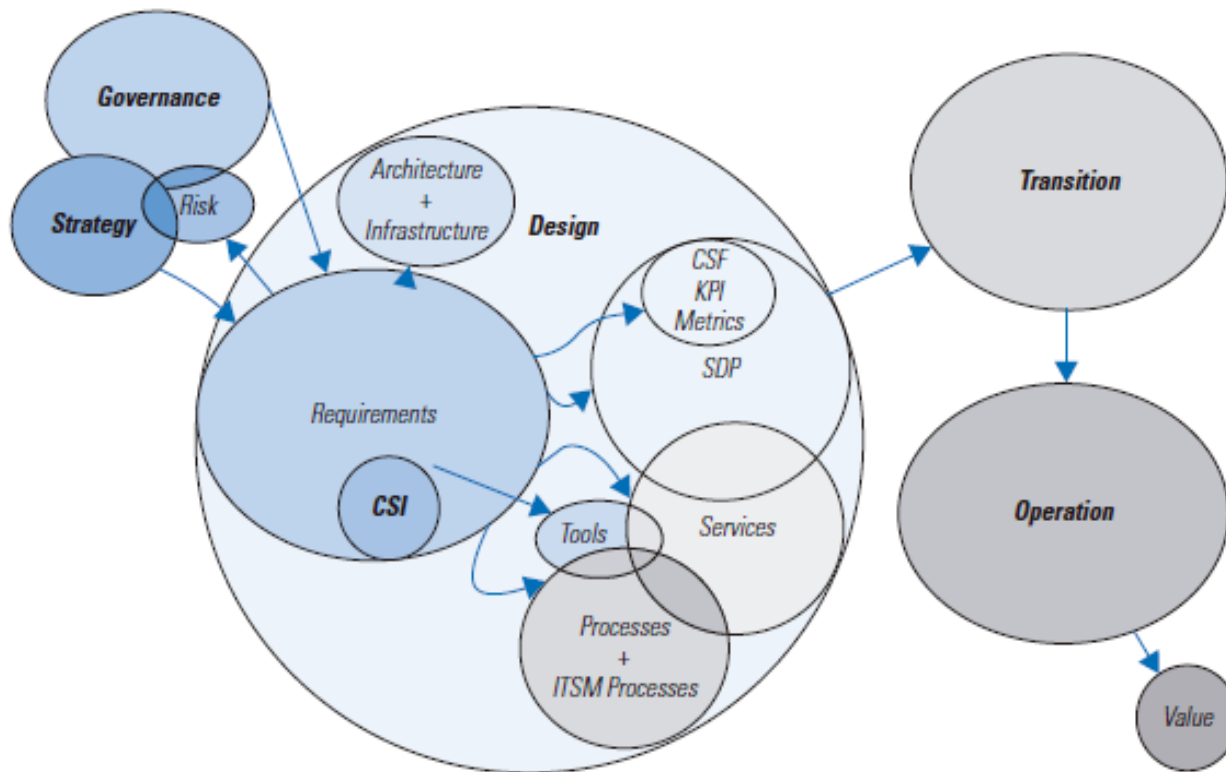 Governance
Strategy
Risk
Architecture
+
Infrastructure
Design
CSF
KPI
Metrics
SDP
Requirements
CSI
Tools
Services
Processes
+
ITSM Processes
Transition
Operation
Value